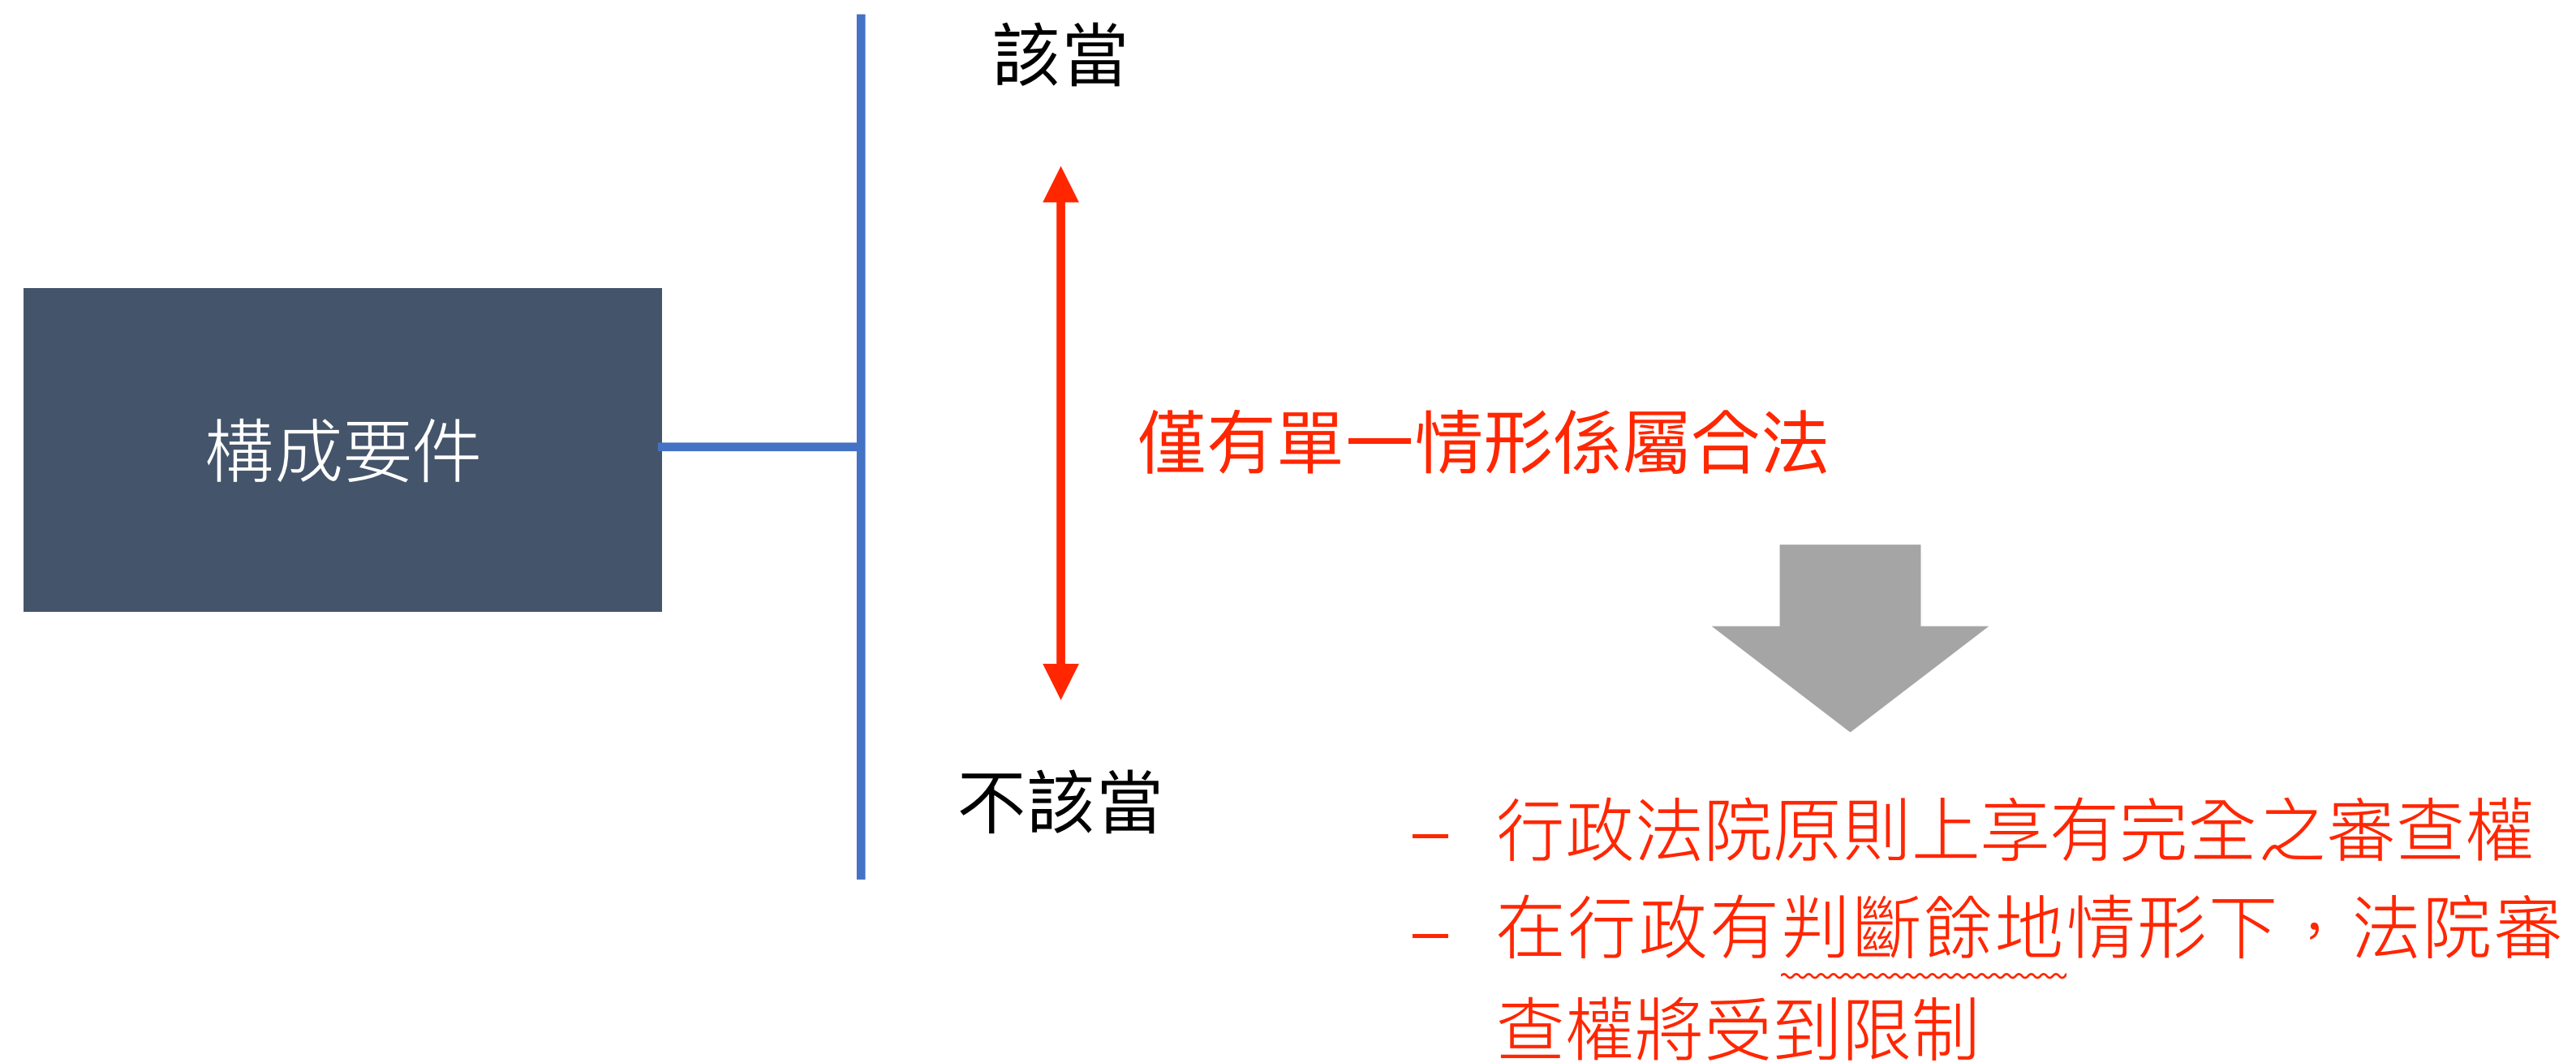 該當
構成要件
僅有單一情形係屬合法
不該當
– 行政法院原則上享有完全之審查權
– 在行政有判斷餘地情形下，法院審
查權將受到限制